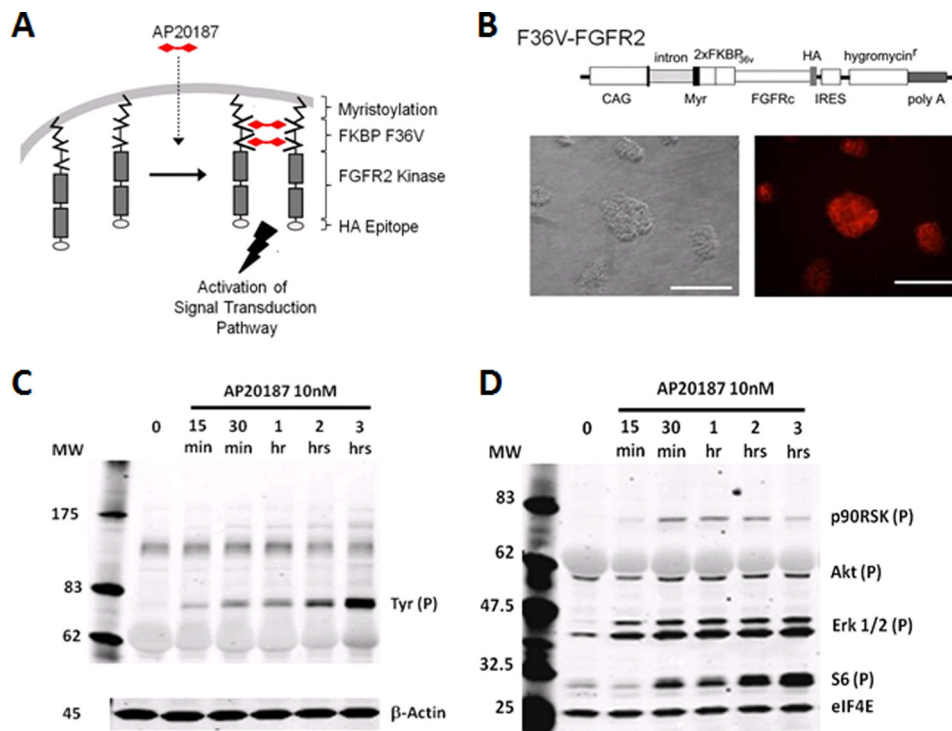 A
AP20187
Myristoylation
FKBP F36V
FGFR2 Kinase
HA Epitope
Activation of
Signal Transduction
Pathway
B
F36V-FGFR2
intron 2xFKBP36v HA hygromycinr
CAG Myr FGFRc IRES poly A
C
AP20187 10nM
0 15 30 1 2 3
MW min min hr hrs hrs
175
83
Tyr (P)
62
45 β-Actin
D
AP20187 10nM
0 15 30 1 2 3
MW min min hr hrs hrs
83
p90RSK (P)
62
Akt (P)
47.5
Erk 1/2 (P)
32.5
S6 (P)
25 eIF4E